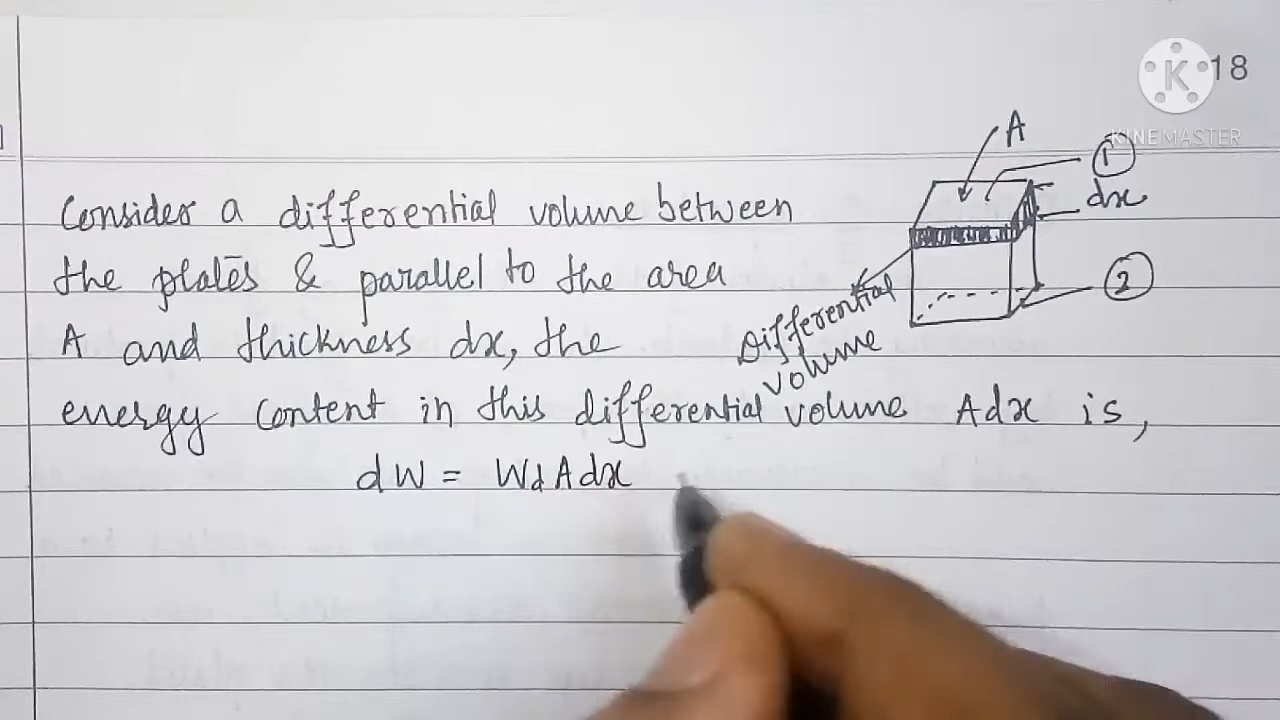 18
K
KINEMASTER
A
1
dx
Consider a differential volume between
the plates & parallel to the area
2
A and thickness dx, the
Differential
volume
energy content in this differential volume Adx is,
dW = WdAdx